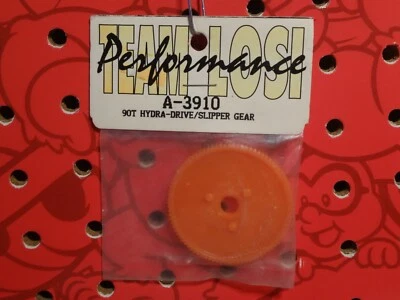 TEAM LOSI
Performance
A-3910
90T HYDRA-DRIVE/SLIPPER GEAR